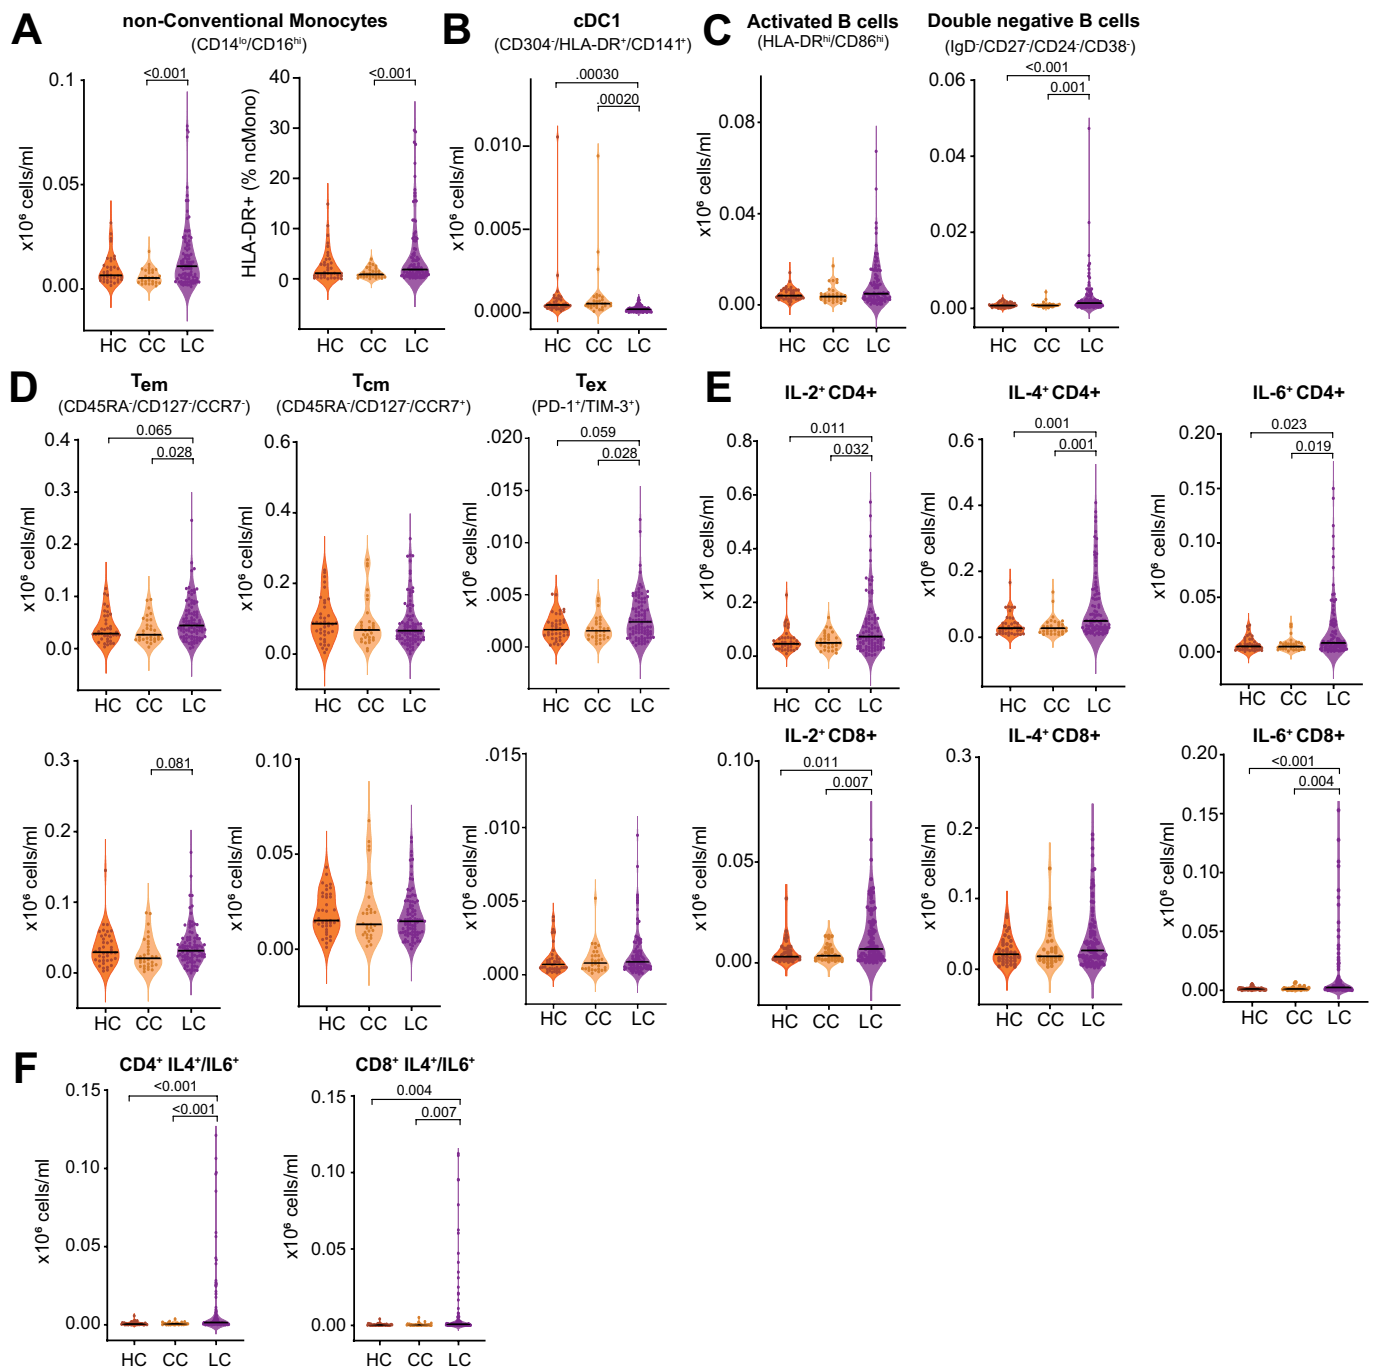 A
non-Conventional Monocytes
(CD14lo/CD16hi)
<0.001
0.1
0.05
0.00
x10⁶ cells/ml
HC CC LC
<0.001
40
30
20
10
0
HLA-DR+ (% ncMono)
HC CC LC
B
cDC1
(CD304-/HLA-DR+/CD141+)
.00030
.00020
0.010
0.005
0.000
x10⁶ cells/ml
HC CC LC
C
Activated B cells
(HLA-DRhi/CD86hi)
0.08
0.04
0.00
x10⁶ cells/ml
HC CC LC
Double negative B cells
(IgD-/CD27-/CD24-/CD38-)
<0.001
0.001
0.06
0.04
0.02
0.00
HC CC LC
D
Tem
(CD45RA-/CD127-/CCR7-)
0.065
0.028
0.4
0.3
0.2
0.1
0.0
x10⁶ cells/ml
HC CC LC
Tcm
(CD45RA-/CD127-/CCR7+)
0.6
0.4
0.2
0.0
x10⁶ cells/ml
HC CC LC
Tex
(PD-1+/TIM-3+)
0.059
0.028
.020
.015
.010
.005
.000
x10⁶ cells/ml
HC CC LC
0.081
0.3
0.2
0.1
0.0
x10⁶ cells/ml
HC CC LC
0.10
0.05
0.00
x10⁶ cells/ml
HC CC LC
.015
.010
.005
.000
x10⁶ cells/ml
HC CC LC
E
IL-2+ CD4+
0.011
0.032
0.8
0.6
0.4
0.2
0.0
x10⁶ cells/ml
HC CC LC
IL-4+ CD4+
0.001
0.001
0.6
0.4
0.2
0.0
x10⁶ cells/ml
HC CC LC
IL-6+ CD4+
0.023
0.019
0.20
0.15
0.10
0.05
0.00
x10⁶ cells/ml
HC CC LC
IL-2+ CD8+
0.011
0.007
0.10
0.05
0.00
x10⁶ cells/ml
HC CC LC
IL-4+ CD8+
0.3
0.2
0.1
0.0
x10⁶ cells/ml
HC CC LC
IL-6+ CD8+
<0.001
0.004
0.20
0.15
0.10
0.05
0.00
x10⁶ cells/ml
HC CC LC
F
CD4+ IL4+/IL6+
<0.001
<0.001
0.15
0.10
0.05
0.00
x10⁶ cells/ml
HC CC LC
CD8+ IL4+/IL6+
0.004
0.007
0.15
0.10
0.05
0.00
x10⁶ cells/ml
HC CC LC